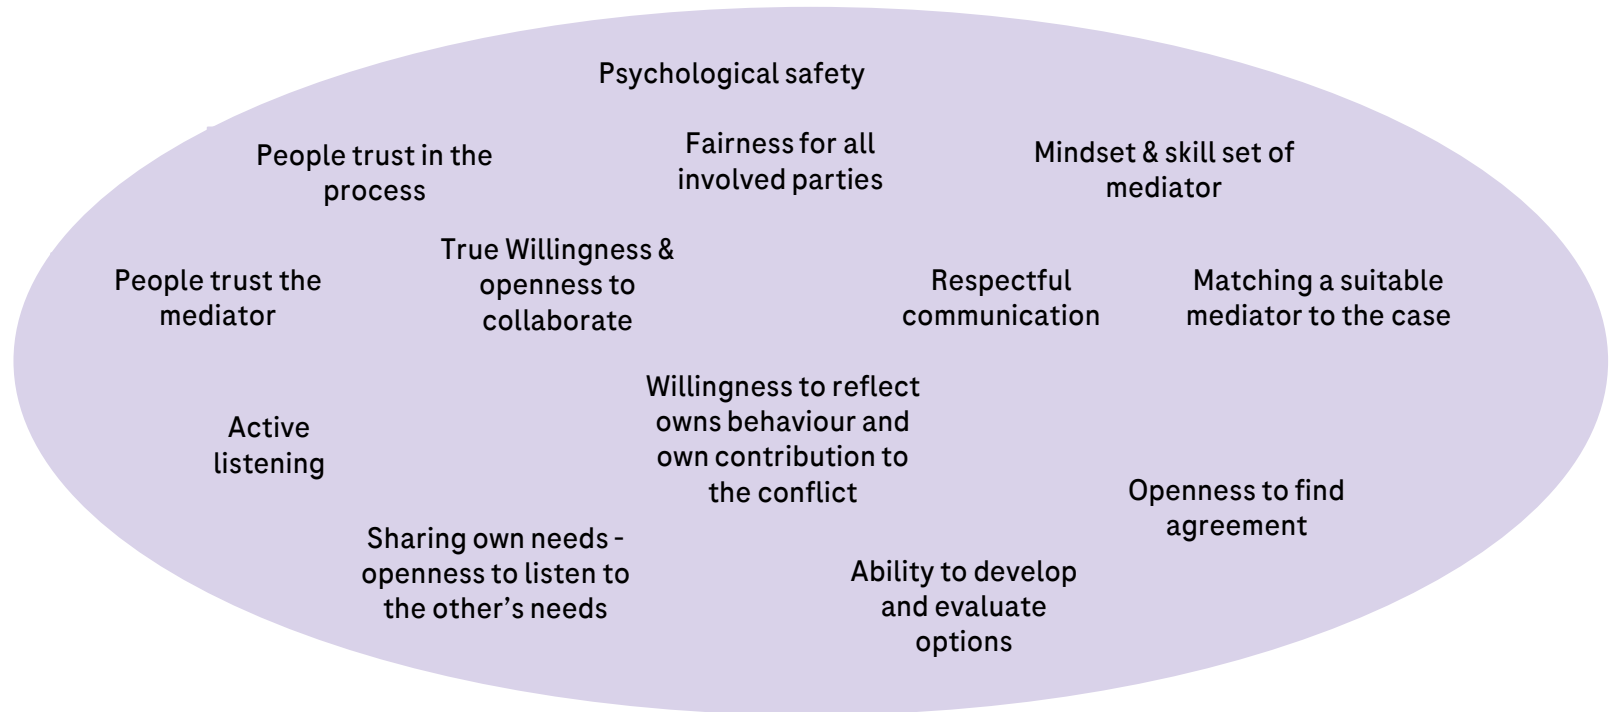 Psychological safety
People trust in the
process
Fairness for all
involved parties
Mindset & skill set of
mediator
People trust the
mediator
True Willingness &
openness to
collaborate
Respectful
communication
Matching a suitable
mediator to the case
Active
listening
Willingness to reflect
owns behaviour and
own contribution to
the conflict
Openness to find
agreement
Sharing own needs -
openness to listen to
the other’s needs
Ability to develop
and evaluate
options